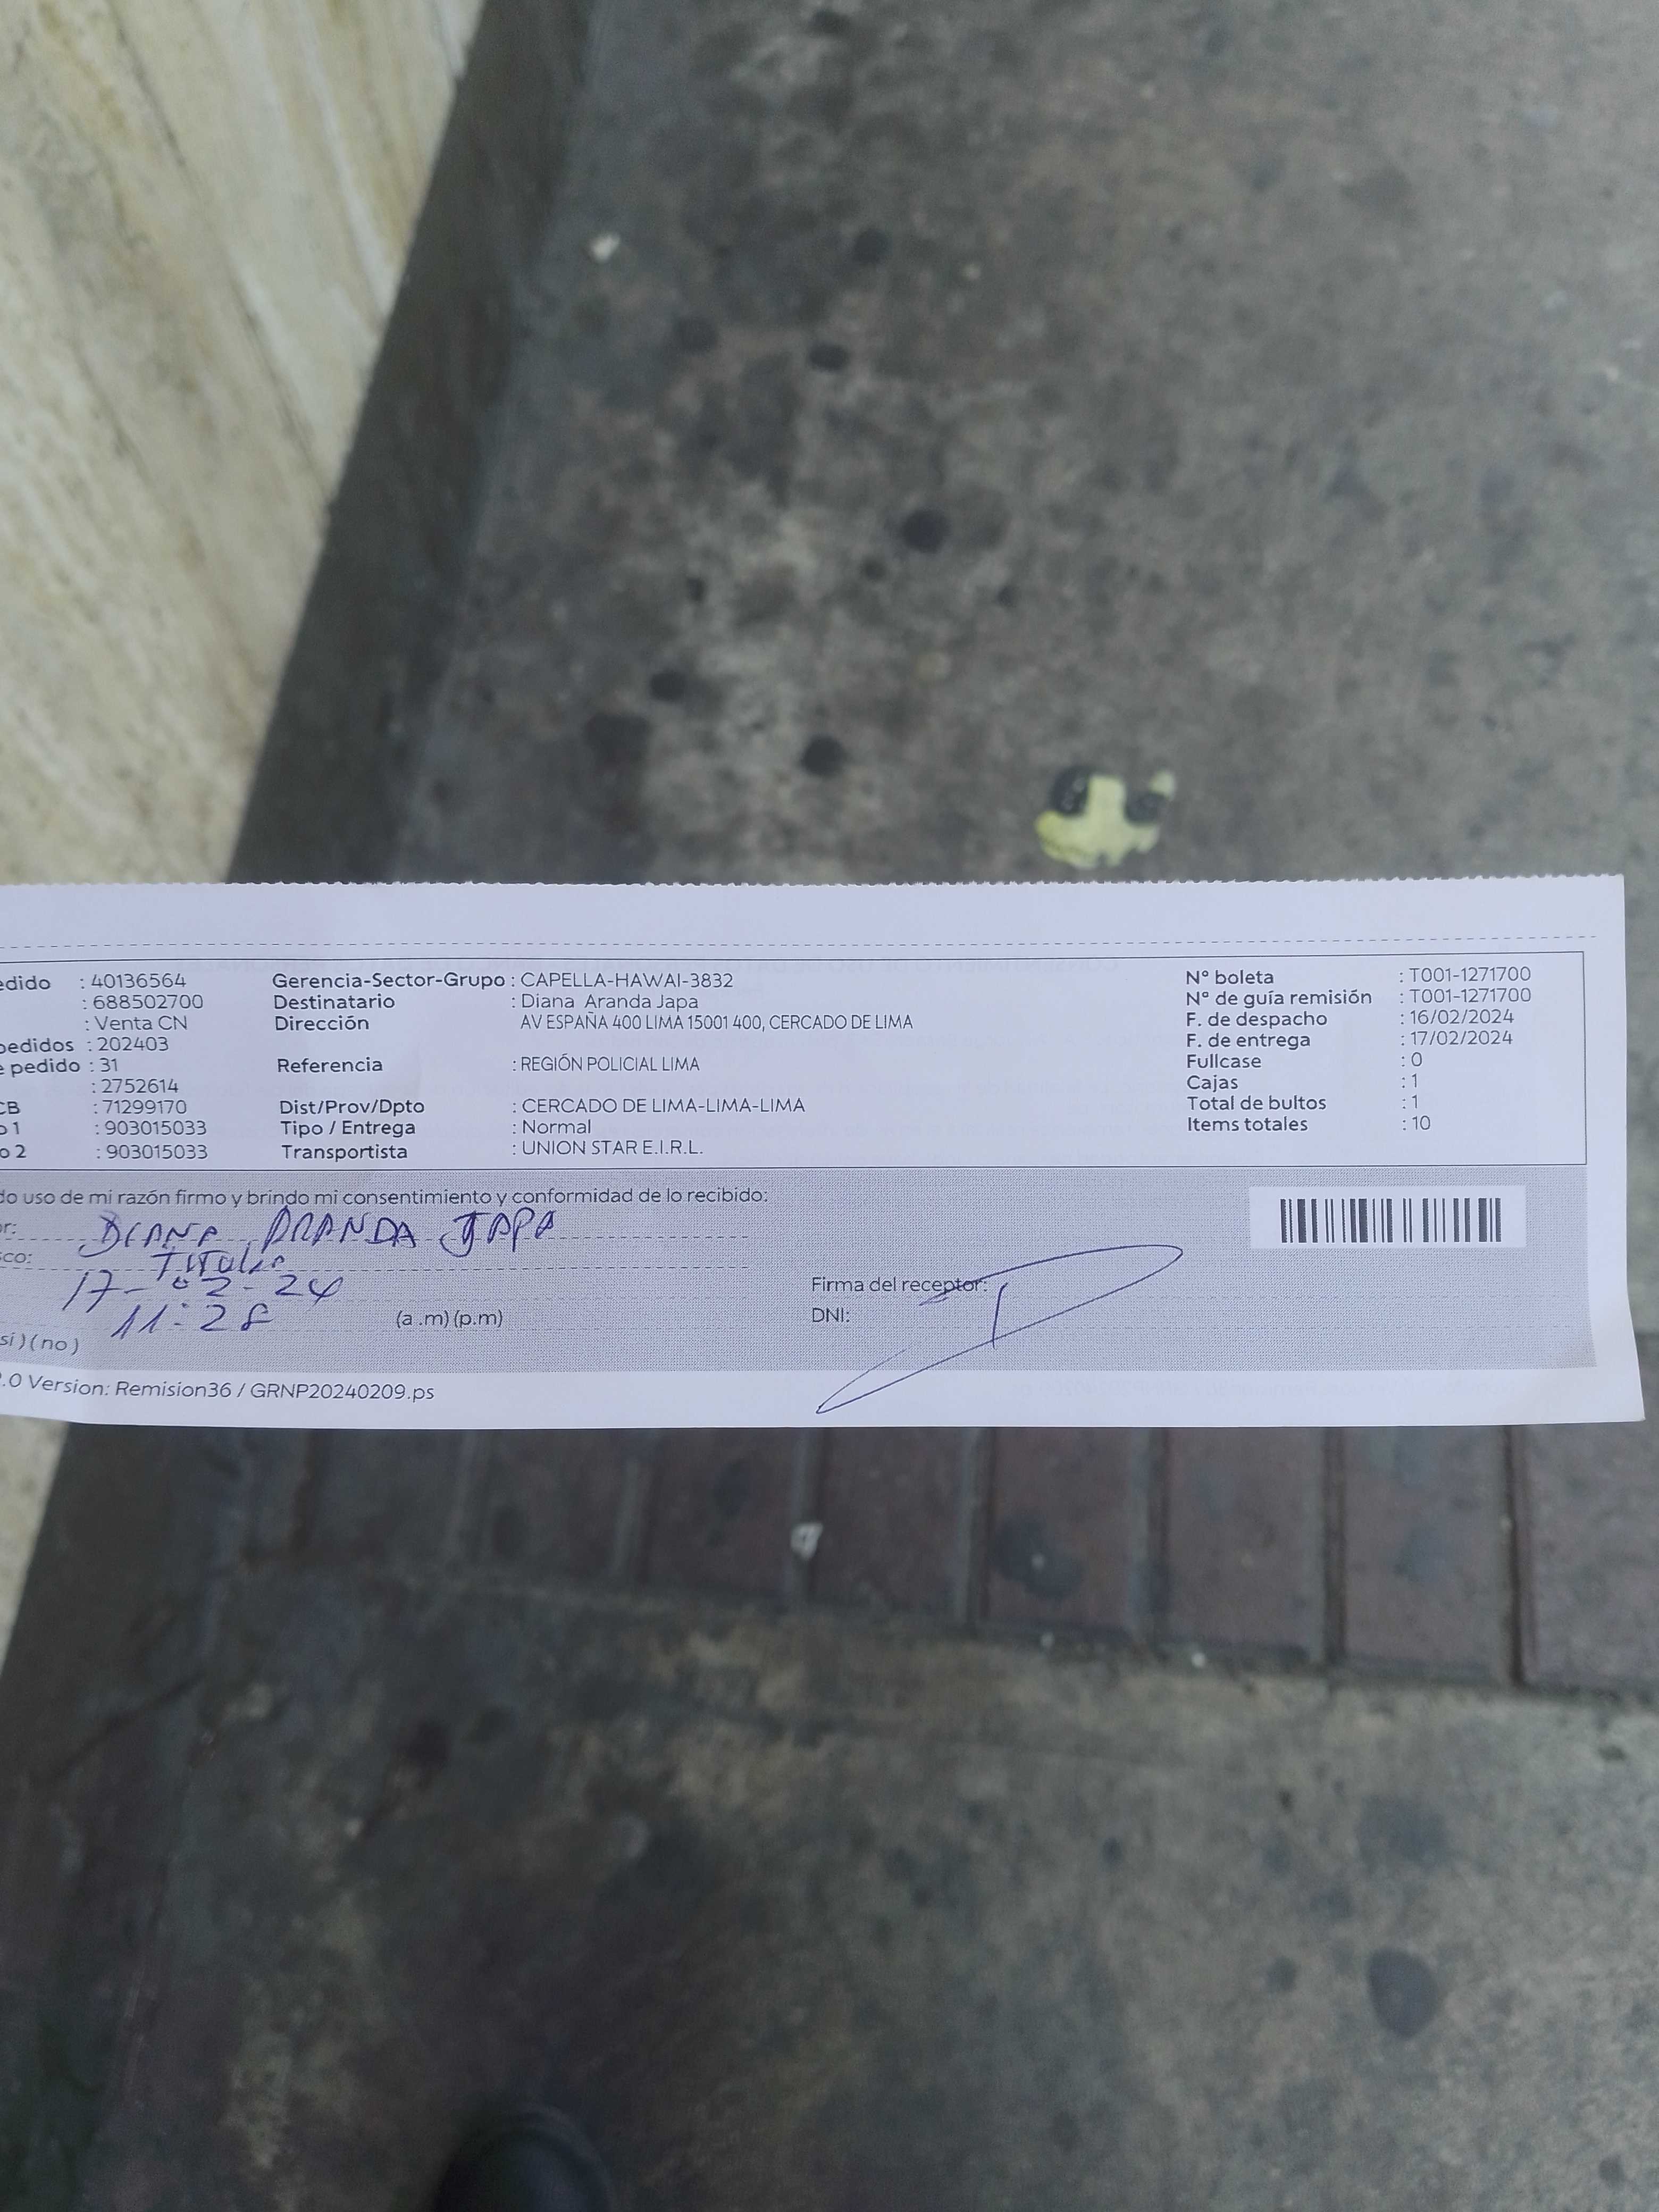 edido : 40136564 Gerencia-Sector-Grupo : CAPELLA-HAWAI-3832 N° boleta : T001-1271700
: 688502700 Destinatario : Diana Aranda Japa N° de guía remisión : T001-1271700
: Venta CN Dirección AV ESPAÑA 400 LIMA 15001 400, CERCADO DE LIMA F. de despacho : 16/02/2024
pedidos : 202403 F. de entrega : 17/02/2024
e pedido : 31 Referencia : REGIÓN POLICIAL LIMA Fullcase : 0
: 2752614 Cajas : 1
CB : 71299170 Dist/Prov/Dpto : CERCADO DE LIMA-LIMA-LIMA Total de bultos : 1
o 1 : 903015033 Tipo / Entrega : Normal Items totales : 10
o 2 : 903015033 Transportista : UNION STAR E.I.R.L.
do uso de mi razón firmo y brindo mi consentimiento y conformidad de lo recibido:
or: DIANA ARANDA JAPA
sco: Titular
17-02-24 Firma del receptor:
11:28 (a .m) (p.m) DNI:
sí ) ( no )
2.0 Version: Remision36 / GRNP20240209.ps